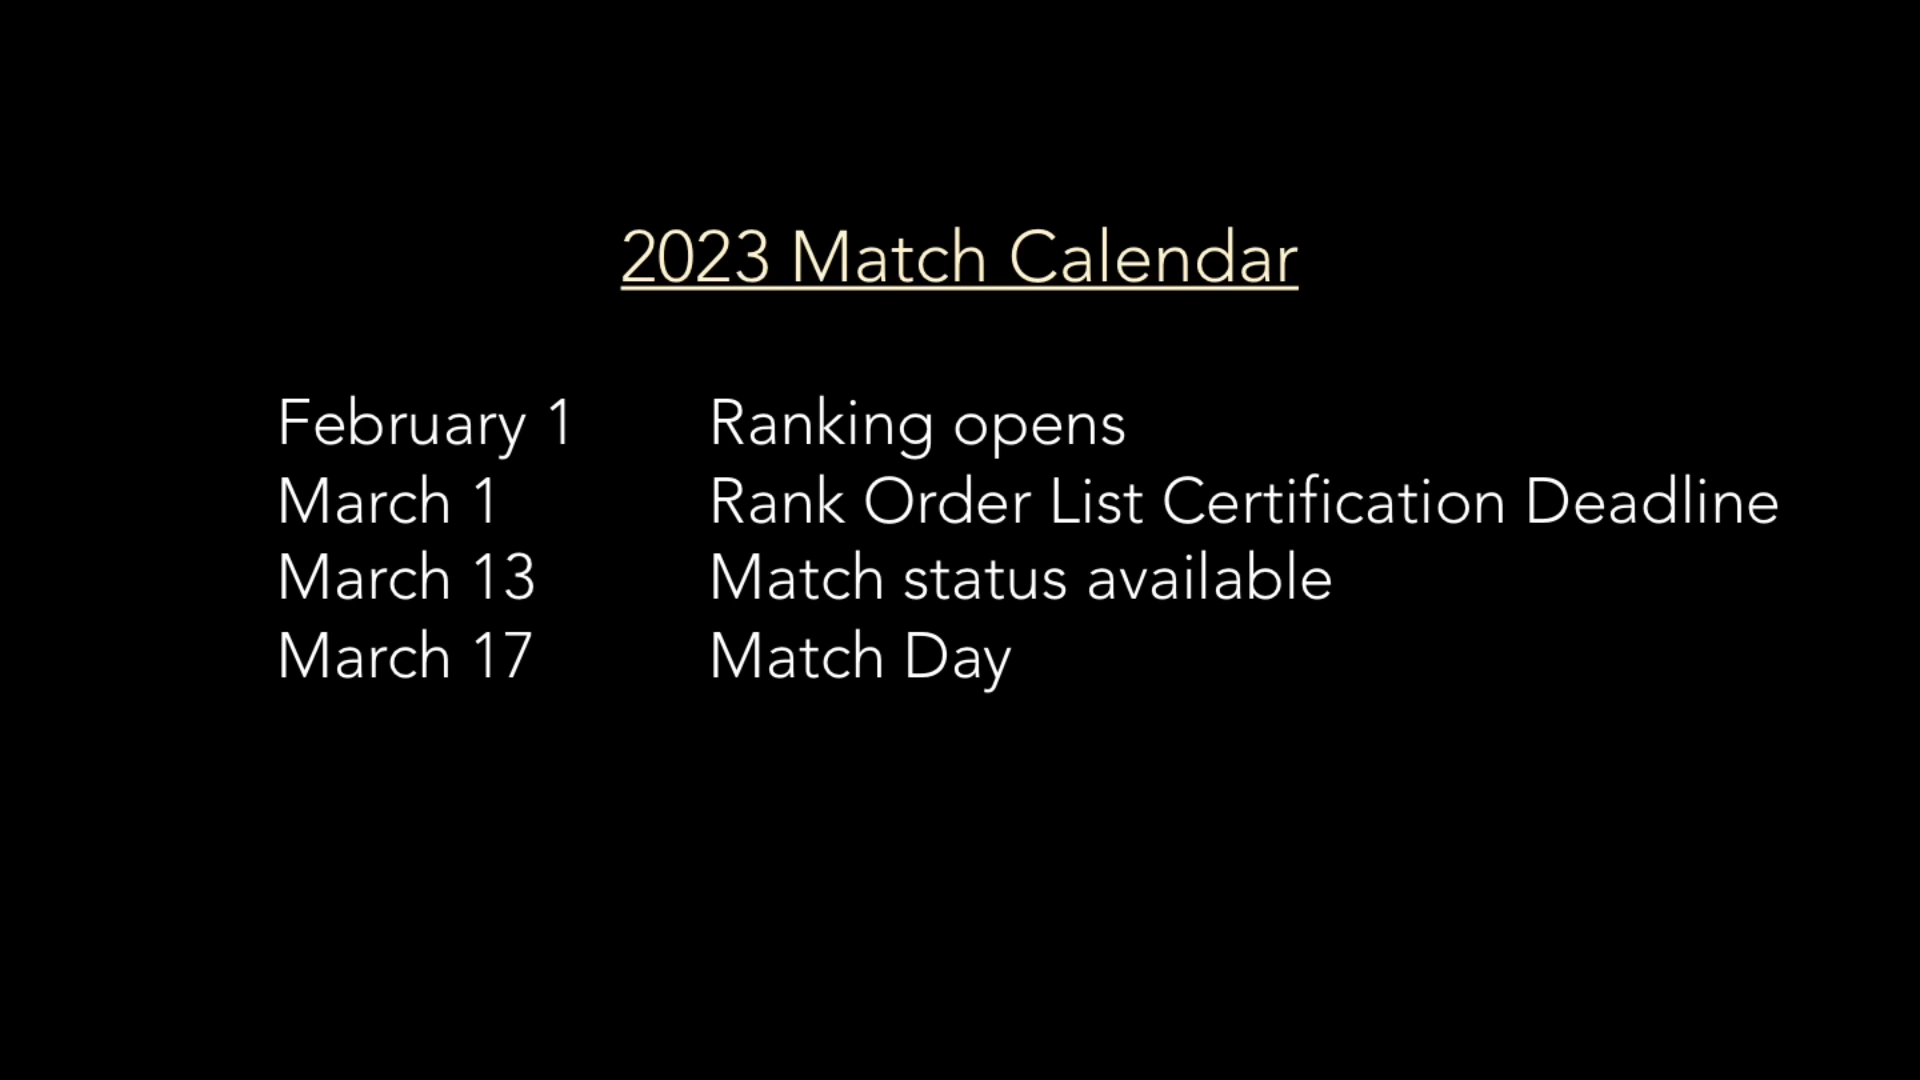 2023 Match Calendar
February 1 Ranking opens
March 1 Rank Order List Certification Deadline
March 13 Match status available
March 17 Match Day